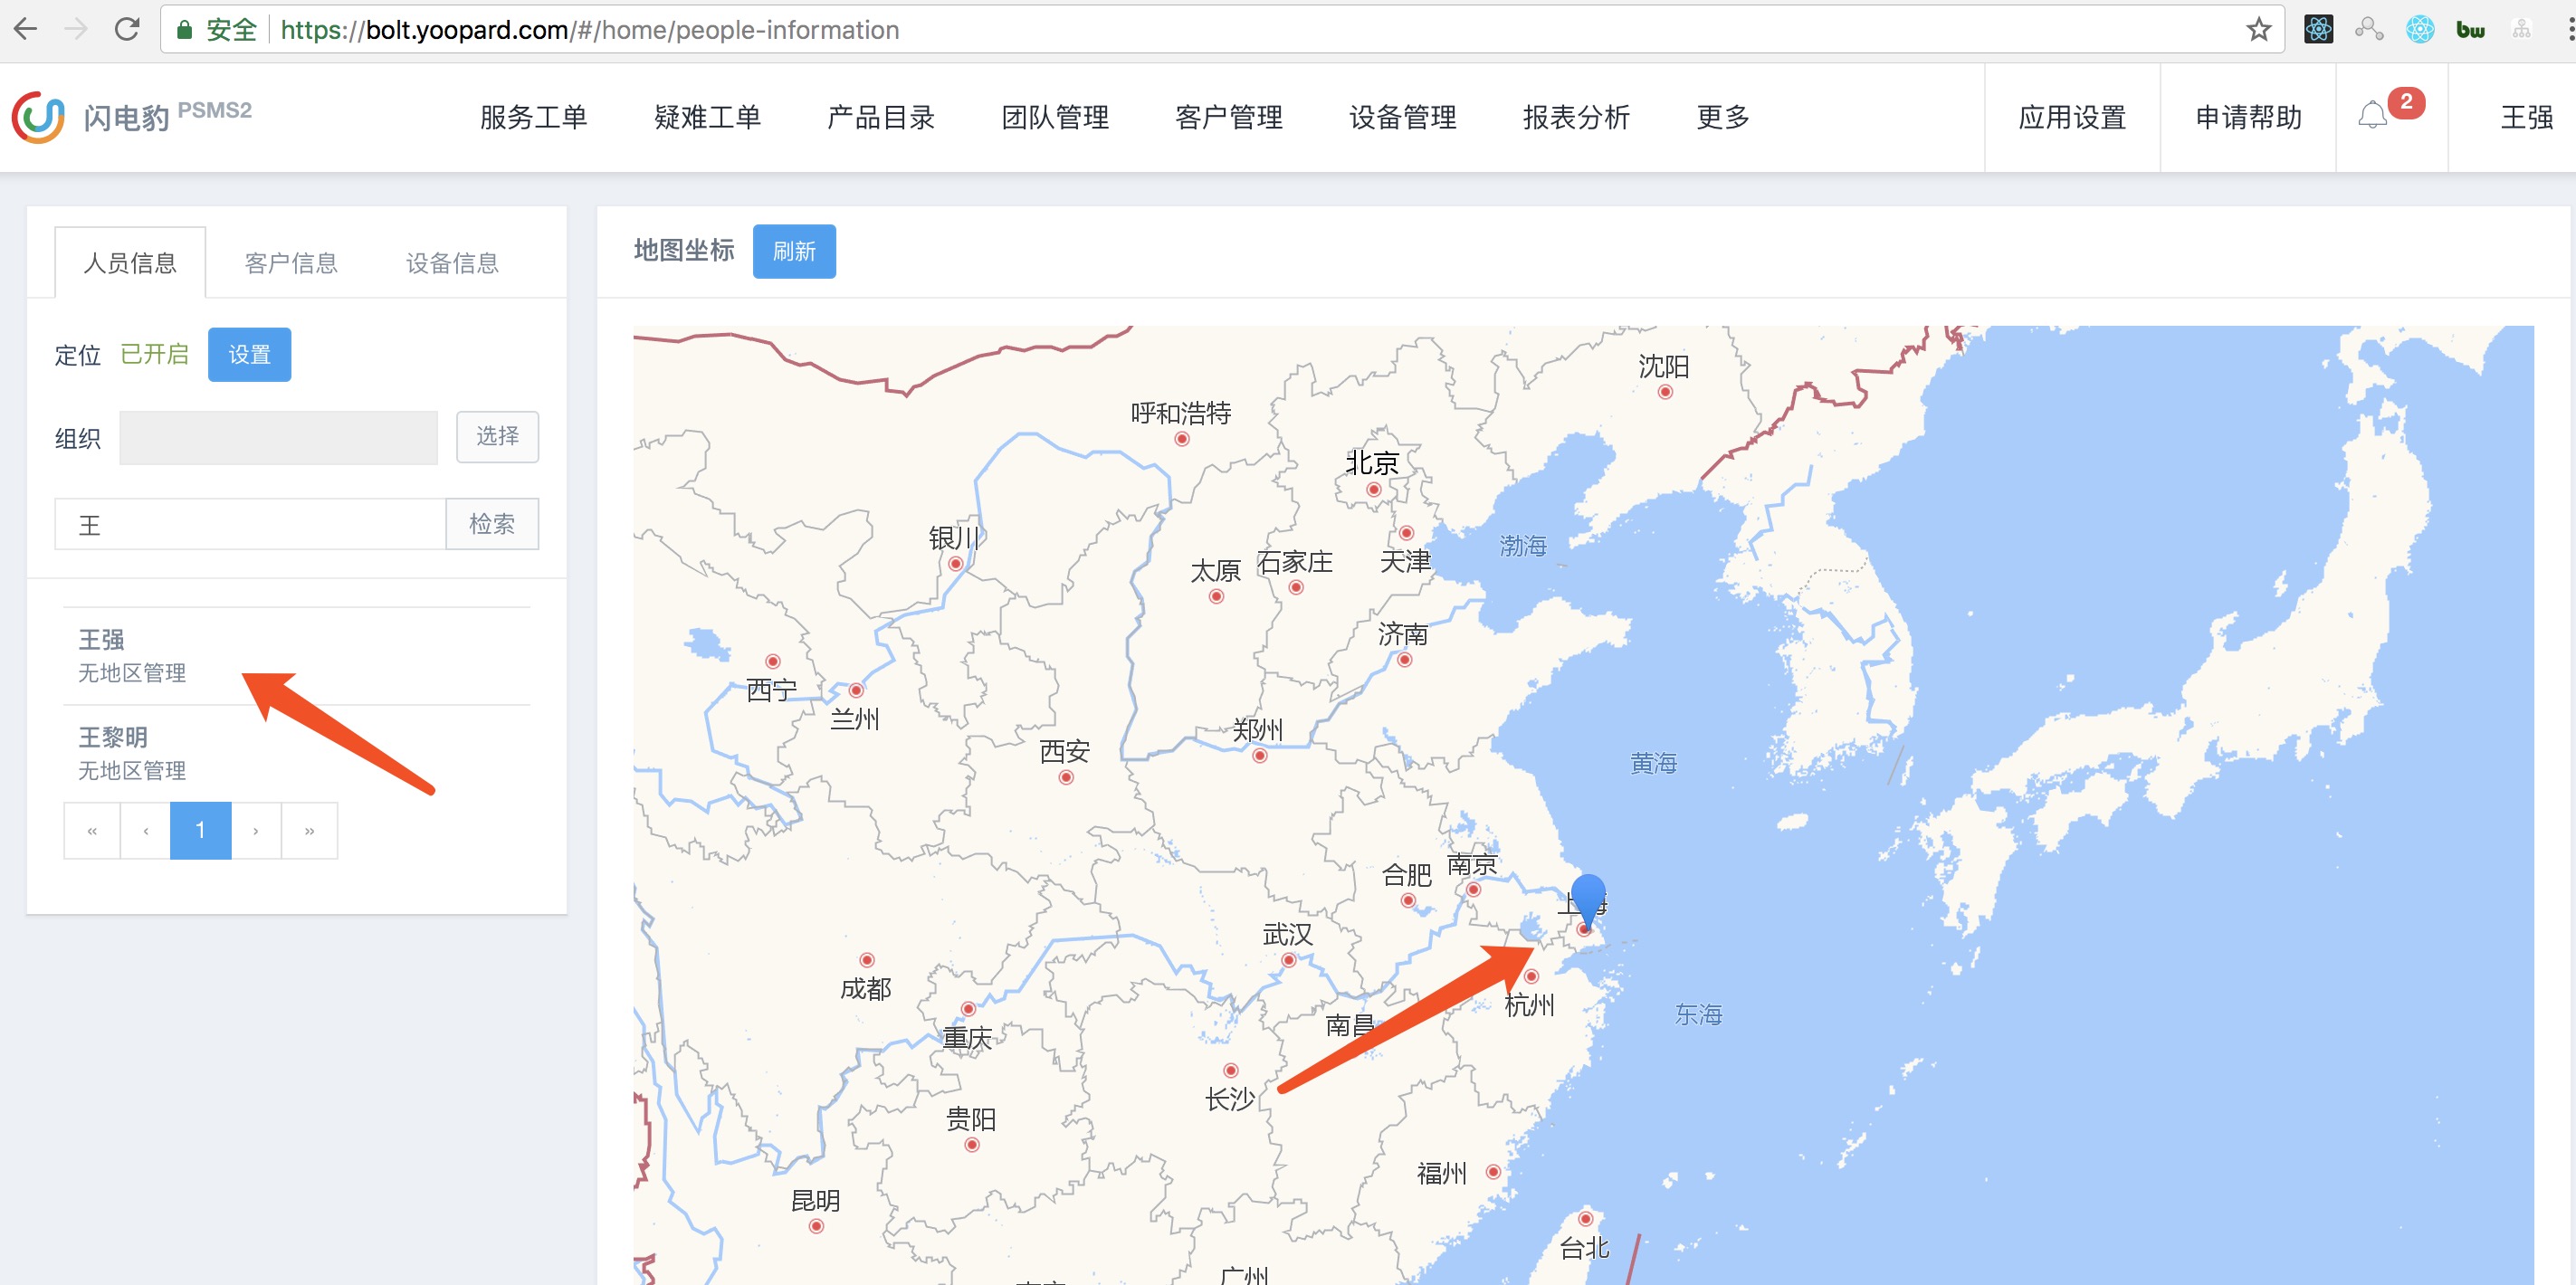 安全 https://bolt.yoopard.com/#/home/people-information
bw
闪电豹 PSMS2
服务工单 疑难工单 产品目录 团队管理 客户管理 设备管理 报表分析 更多
应用设置 申请帮助 2 王强
人员信息 客户信息 设备信息
定位 已开启 设置
组织 选择
王 检索
王强
无地区管理
王黎明
无地区管理
« ‹ 1 › »
地图坐标 刷新
沈阳
呼和浩特
北京
银川
渤海
天津
石家庄
太原
济南
西宁
兰州
郑州
西安
黄海
南京
合肥
上海
武汉
成都
杭州
东海
南昌
重庆
长沙
贵阳
福州
昆明
台北
广州